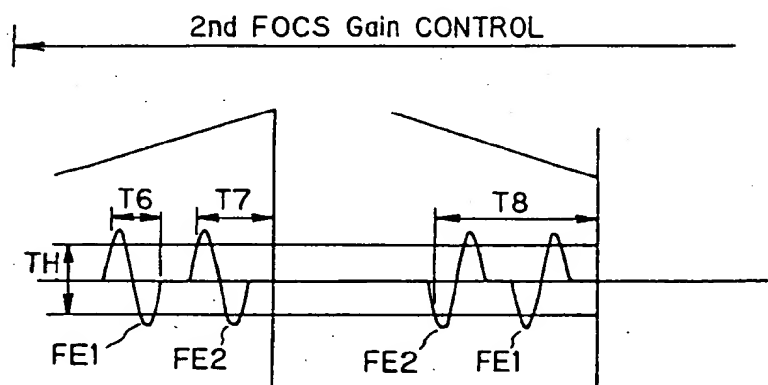 2nd FOCS Gain CONTROL
T6 T7 T8
TH
FE1 FE2 FE2 FE1